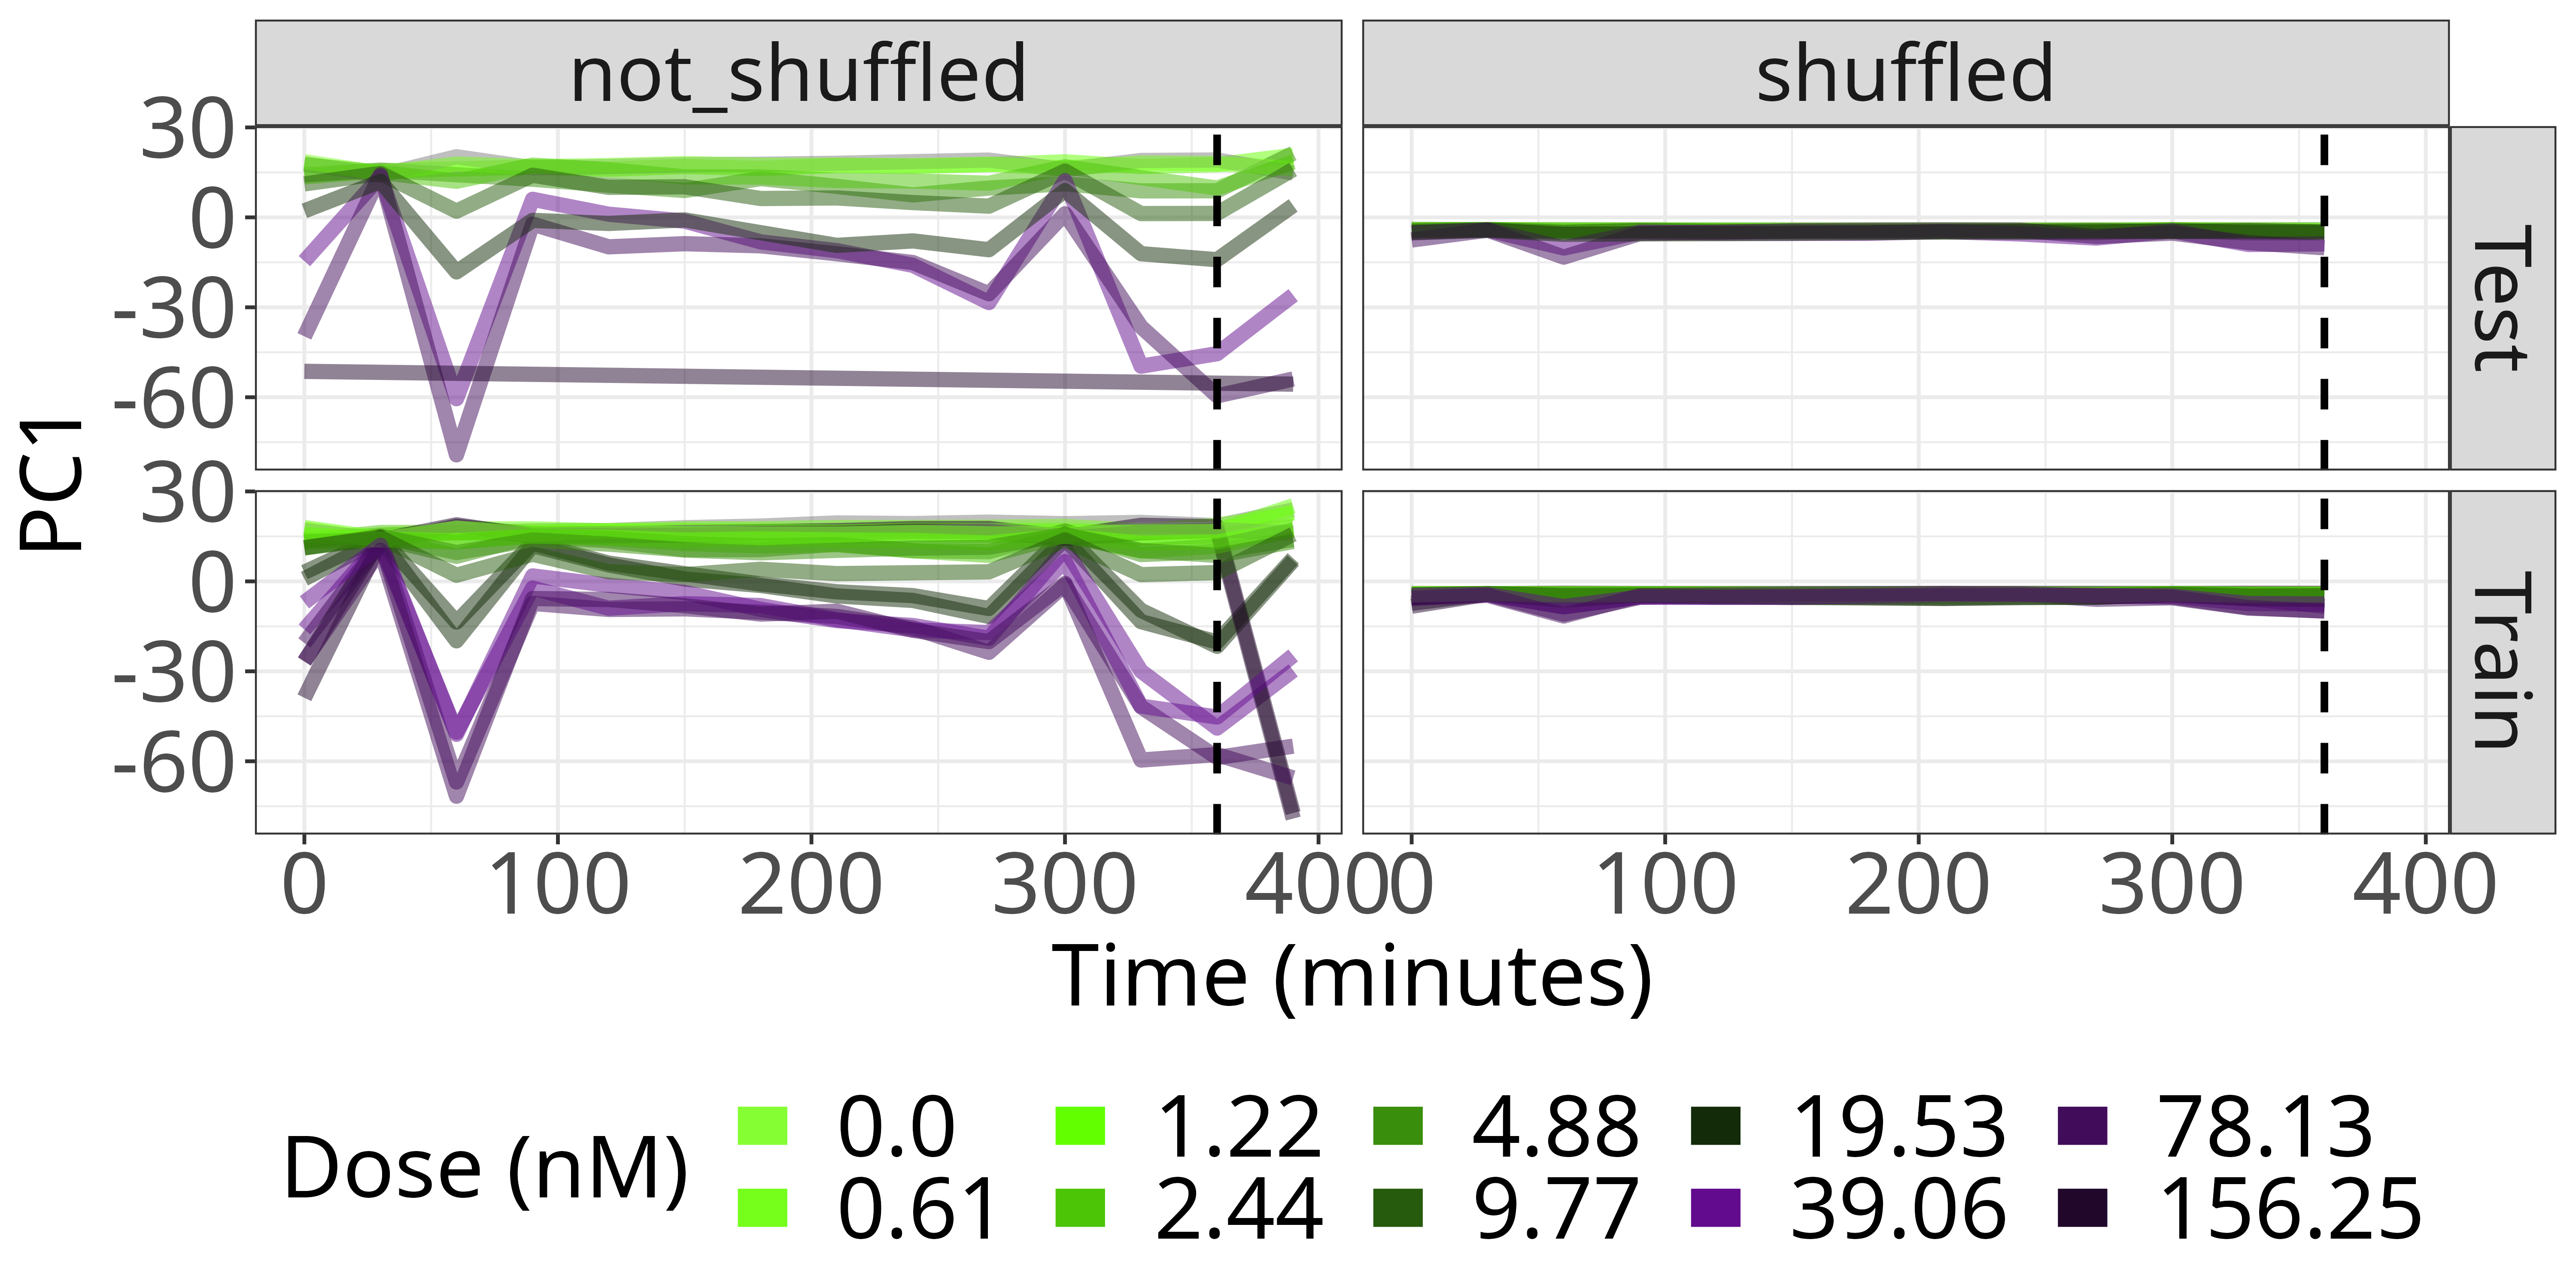 not_shuffled shuffled
30
0
-30
-60
Test
PC1
30
0
-30
-60
Train
0 100 200 300 400 0 100 200 300 400
Time (minutes)
Dose (nM)
0.0 1.22 4.88 19.53 78.13
0.61 2.44 9.77 39.06 156.25